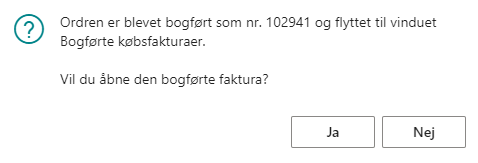 Ordren er blevet bogført som nr. 102941 og flyttet til vinduet
Bogførte købsfakturaer.
Vil du åbne den bogførte faktura?
Ja
Nej